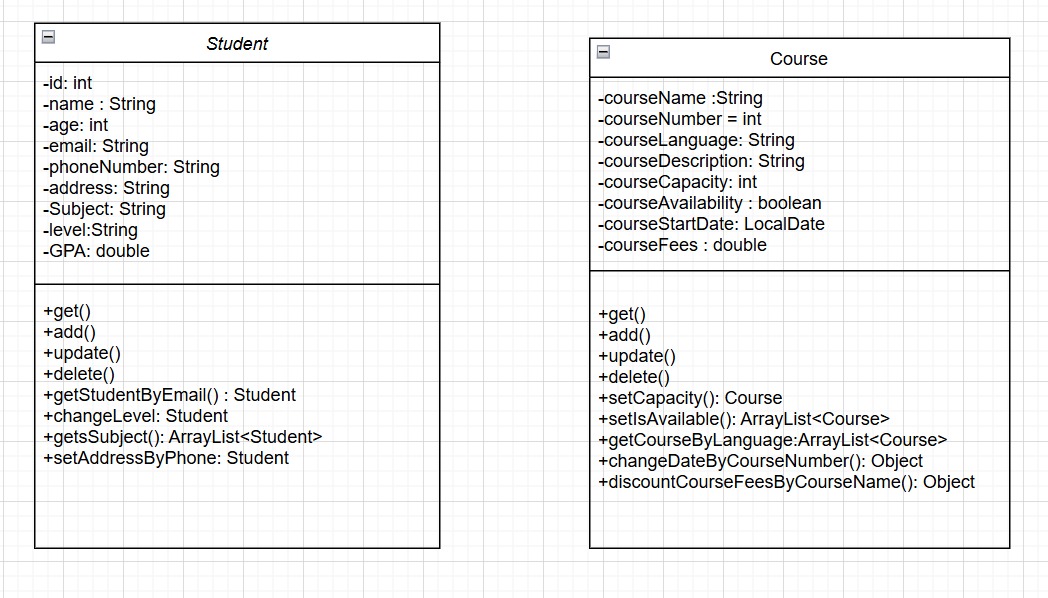 Student
-id: int
-name : String
-age: int
-email: String
-phoneNumber: String
-address: String
-Subject: String
-level:String
-GPA: double
+get()
+add()
+update()
+delete()
+getStudentByEmail() : Student
+changeLevel: Student
+getsSubject(): ArrayList<Student>
+setAddressByPhone: Student
Course
-courseName :String
-courseNumber = int
-courseLanguage: String
-courseDescription: String
-courseCapacity: int
-courseAvailability : boolean
-courseStartDate: LocalDate
-courseFees : double
+get()
+add()
+update()
+delete()
+setCapacity(): Course
+setIsAvailable(): ArrayList<Course>
+getCourseByLanguage:ArrayList<Course>
+changeDateByCourseNumber(): Object
+discountCourseFeesByCourseName(): Object